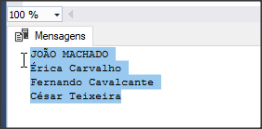 100 %
Mensagens
JOÃO MACHADO
Érica Carvalho
Fernando Cavalcante
César Teixeira